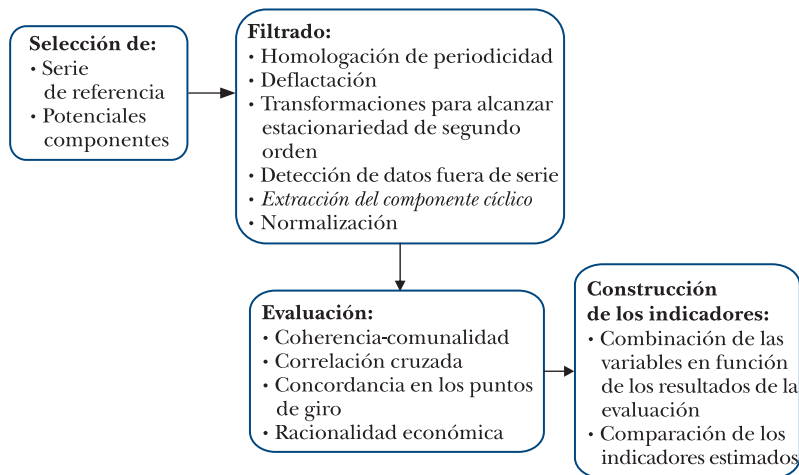 Selección de:
· Serie
de referencia
· Potenciales
componentes
Filtrado:
· Homologación de periodicidad
· Deflactación
· Transformaciones para alcanzar
estacionariedad de segundo
orden
· Detección de datos fuera de serie
· Extracción del componente cíclico
· Normalización
Evaluación:
· Coherencia-comunalidad
· Correlación cruzada
· Concordancia en los puntos
de giro
· Racionalidad económica
Construcción
de los indicadores:
· Combinación de las
variables en función
de los resultados de la
evaluación
· Comparación de los
indicadores estimados